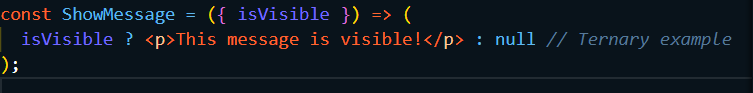 const ShowMessage = ({ isVisible }) => (
  isVisible ? <p>This message is visible!</p> : null // Ternary example
);